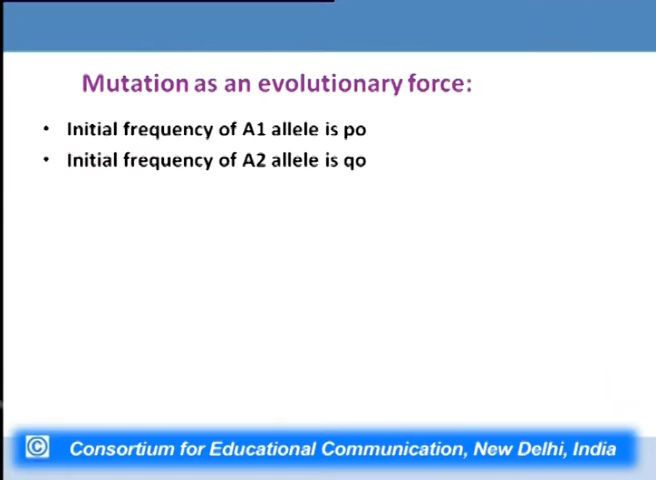 Mutation as an evolutionary force:
• Initial frequency of A1 allele is po
• Initial frequency of A2 allele is qo
© Consortium for Educational Communication, New Delhi, India